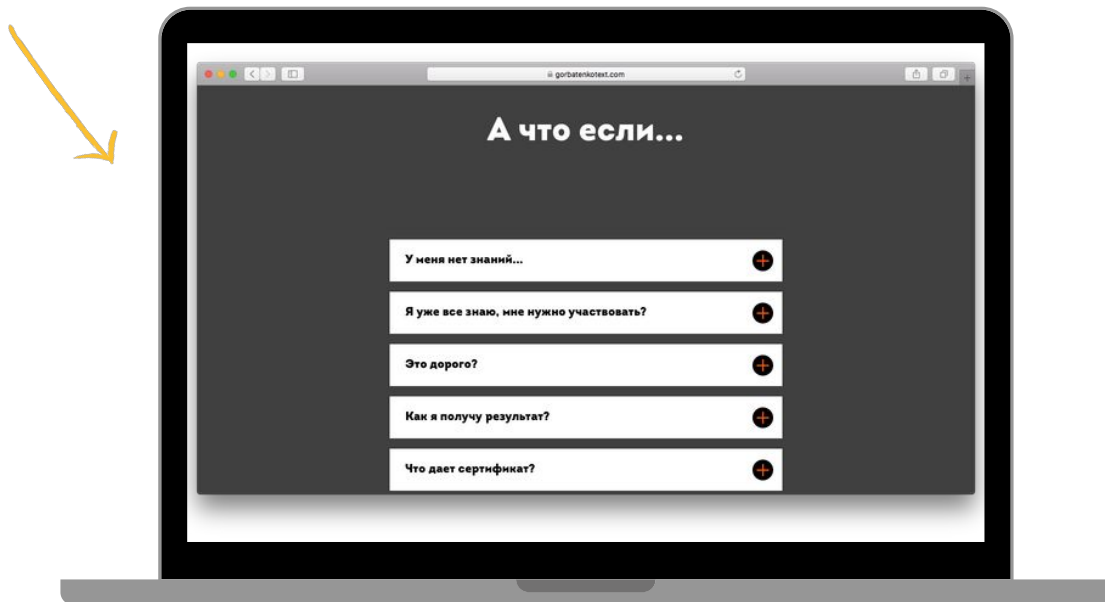 gorbatenkotext.com
А что если...
У меня нет знаний...
Я уже все знаю, мне нужно участвовать?
Это дорого?
Как я получу результат?
Что дает сертификат?